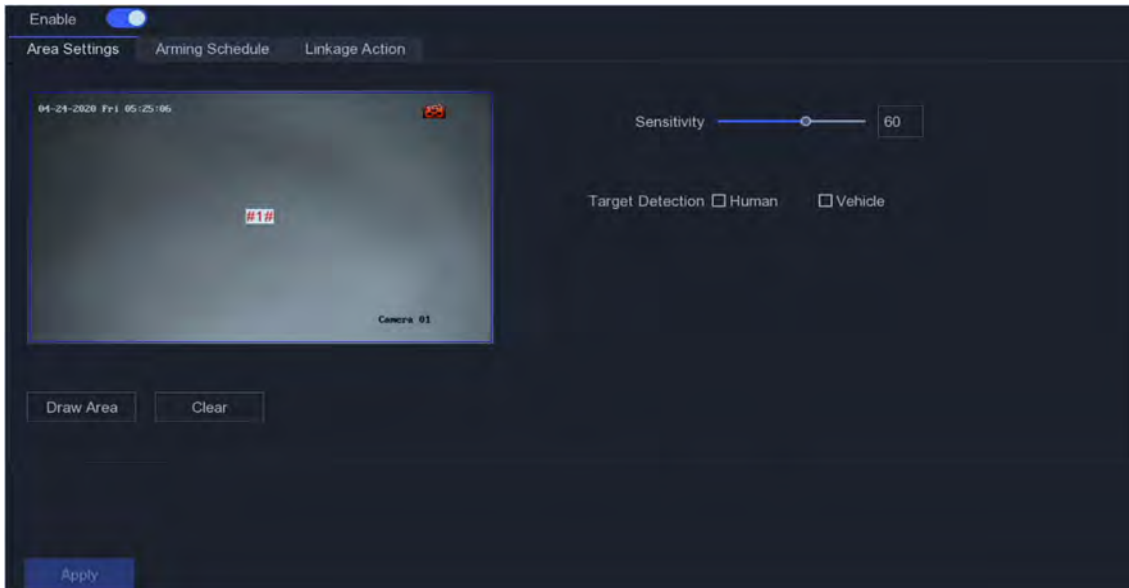 Enable
Area Settings Arming Schedule Linkage Action
04-24-2020 Fri 05:25:06
Sensitivity 60
Target Detection Human Vehicle
#1#
Camera 01
Draw Area Clear
Apply